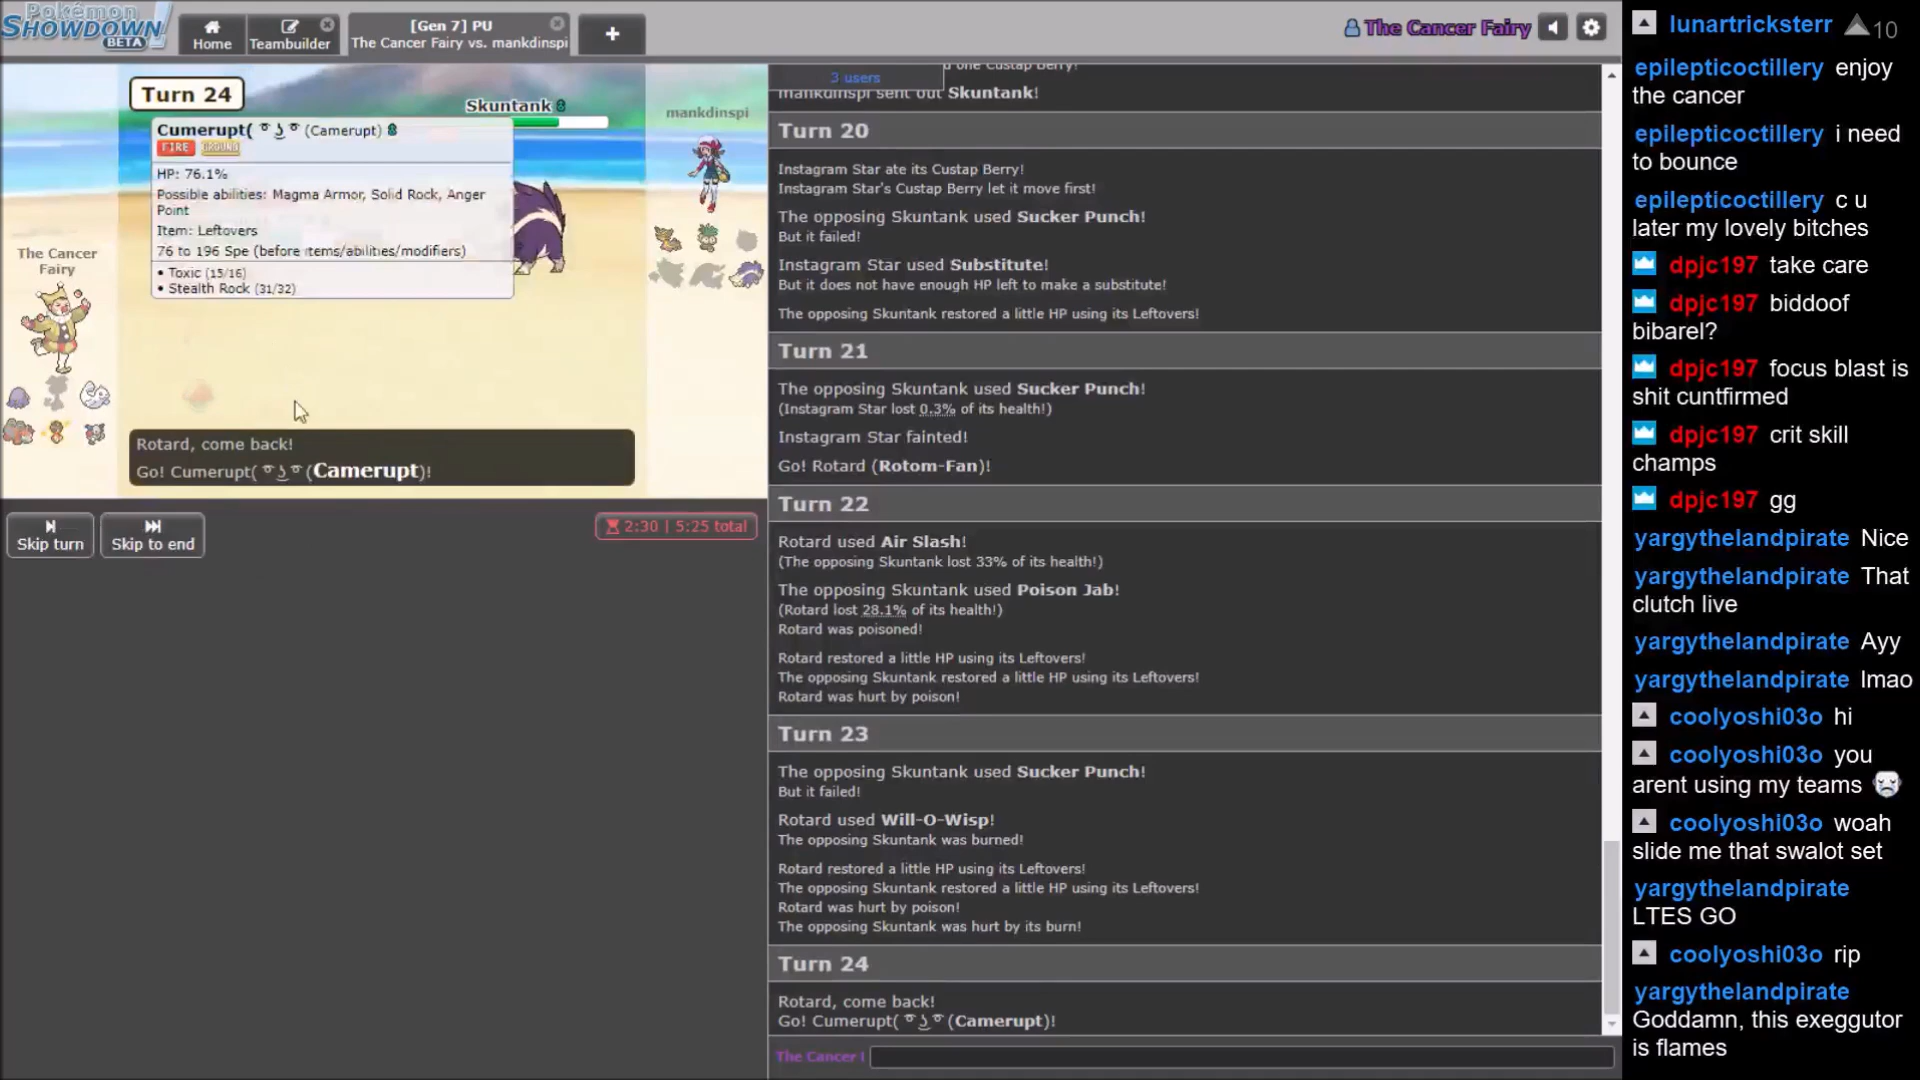 Pokémon
SHOWDOWN!
BETA
Home
Teambuilder
[Gen 7] PU
The Cancer Fairy vs. mankdinspi
+
The Cancer Fairy
Turn 24
Skuntank
Cumerupt( ͡° ͜ʖ ͡° (Camerupt)
FIRE GROUND
HP: 76.1%
Possible abilities: Magma Armor, Solid Rock, Anger
Point
Item: Leftovers
76 to 196 Spe (before items/abilities/modifiers)
• Toxic (15/16)
• Stealth Rock (31/32)
mankdinspi
The Cancer
Fairy
Rotard, come back!
Go! Cumerupt( ͡° ͜ʖ ͡° (Camerupt)!
Skip turn
Skip to end
2:30 | 5:25 total
3 users
one Custap Berry!
mankdinspi sent out Skuntank!
Turn 20
Instagram Star ate its Custap Berry!
Instagram Star's Custap Berry let it move first!
The opposing Skuntank used Sucker Punch!
But it failed!
Instagram Star used Substitute!
But it does not have enough HP left to make a substitute!
The opposing Skuntank restored a little HP using its Leftovers!
Turn 21
The opposing Skuntank used Sucker Punch!
(Instagram Star lost 0.3% of its health!)
Instagram Star fainted!
Go! Rotard (Rotom-Fan)!
Turn 22
Rotard used Air Slash!
(The opposing Skuntank lost 33% of its health!)
The opposing Skuntank used Poison Jab!
(Rotard lost 28.1% of its health!)
Rotard was poisoned!
Rotard restored a little HP using its Leftovers!
The opposing Skuntank restored a little HP using its Leftovers!
Rotard was hurt by poison!
Turn 23
The opposing Skuntank used Sucker Punch!
But it failed!
Rotard used Will-O-Wisp!
The opposing Skuntank was burned!
Rotard restored a little HP using its Leftovers!
The opposing Skuntank restored a little HP using its Leftovers!
Rotard was hurt by poison!
The opposing Skuntank was hurt by its burn!
Turn 24
Rotard, come back!
Go! Cumerupt( ͡° ͜ʖ ͡° (Camerupt)!
The Cancer
lunartricksterr 10
epilepticoctillery enjoy
the cancer
epilepticoctillery i need
to bounce
epilepticoctillery c u
later my lovely bitches
dpjc197 take care
dpjc197 biddoof
bibarel?
dpjc197 focus blast is
shit cuntfirmed
dpjc197 crit skill
champs
dpjc197 gg
yargythelandpirate Nice
yargythelandpirate That
clutch live
yargythelandpirate Ayy
yargythelandpirate lmao
coolyoshi03o hi
coolyoshi03o you
arent using my teams
coolyoshi03o woah
slide me that swalot set
yargythelandpirate
LTES GO
coolyoshi03o rip
yargythelandpirate
Goddamn, this exeggutor
is flames